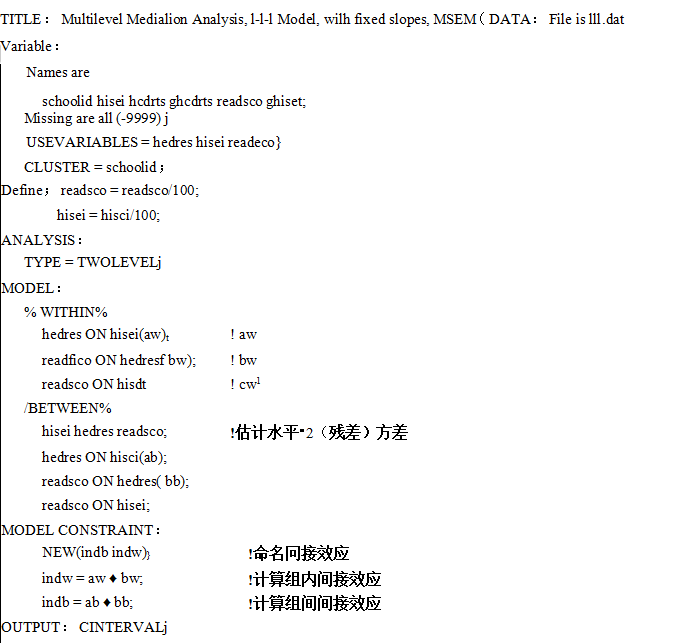 TITLE： Multilevel Medialion Analysis, l-l-l Model, wilh fixed slopes, MSEM（ DATA： File is lll.dat
Variable：
Names are
schoolid hisei hcdrts ghcdrts readsco ghiset;
Missing are all (-9999) j
USEVARIABLES = hedres hisei readeco}
CLUSTER = schoolid；
Define； readsco = readsco/100;
hisei = hisci/100;
ANALYSIS：
TYPE = TWOLEVELj
MODEL：
% WITHIN%
hedres ON hisei(aw)t ! aw
readfico ON hedresf bw); ! bw
readsco ON hisdt ! cw1
/BETWEEN%
hisei hedres readsco; !估计水平•2（残差）方差
hedres ON hisci(ab);
readsco ON hedres( bb);
readsco ON hisei;
MODEL CONSTRAINT：
NEW(indb indw)} !命名冋接效应
indw = aw ♦ bw; !计算组内间接效应
indb = ab ♦ bb; !计算组间间接效应
OUTPUT： CINTERVALj